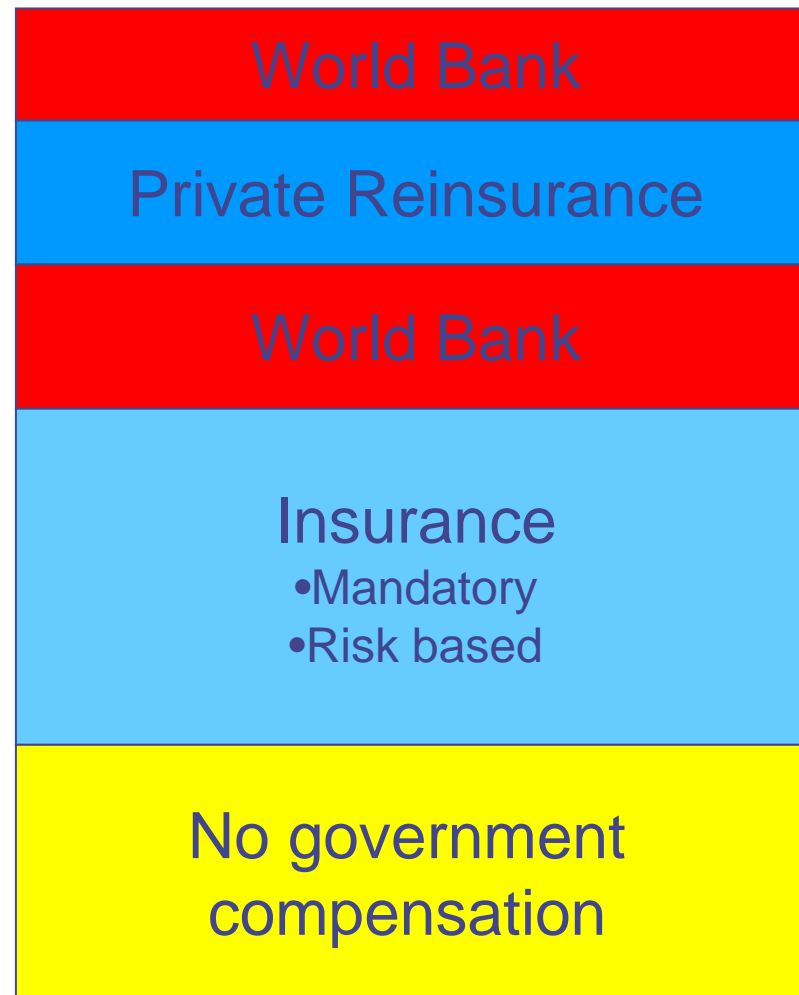 World Bank
Private Reinsurance
World Bank
Insurance
•Mandatory
•Risk based
No government
compensation